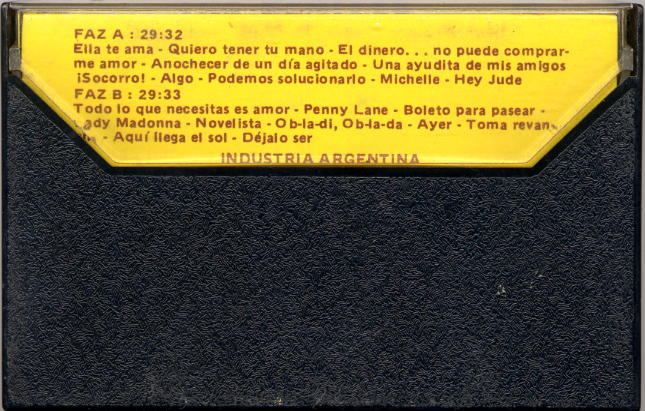 FAZ A : 29:32
Ella te ama - Quiero tener tu mano - El dinero. . . no puede comprar-
me amor - Anochecer de un día agitado - Una ayudita de mis amigos
¡Socorro! - Algo - Podemos solucionarlo - Michelle - Hey Jude
FAZ B : 29:33
Todo lo que necesitas es amor - Penny Lane - Boleto para pasear -
Lady Madonna - Novelista - Ob-la-di, Ob-la-da - Ayer - Toma revan-
- Aquí llega el sol - Déjalo ser
INDUSTRIA ARGENTINA